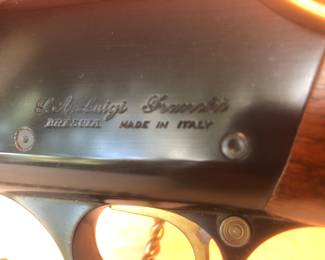 S.A. Luigi Franchi
BRESCIA MADE IN ITALY